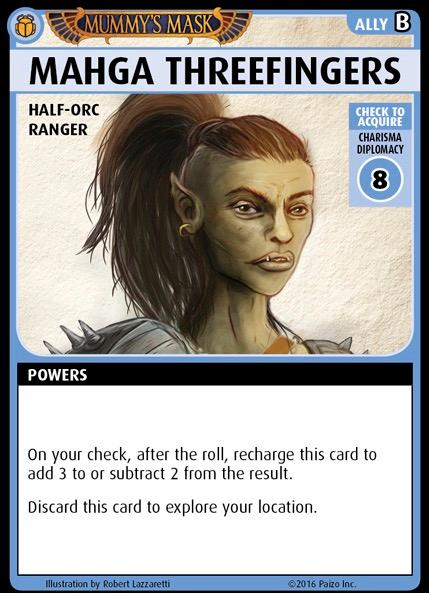 MUMMY'S MASK
ALLY B
MAHGA THREEFINGERS
HALF-ORC
RANGER
CHECK TO
ACQUIRE
CHARISMA
DIPLOMACY
8
POWERS
On your check, after the roll, recharge this card to
add 3 to or subtract 2 from the result.
Discard this card to explore your location.
Illustration by Robert Lazzaretti ©2016 Paizo Inc.